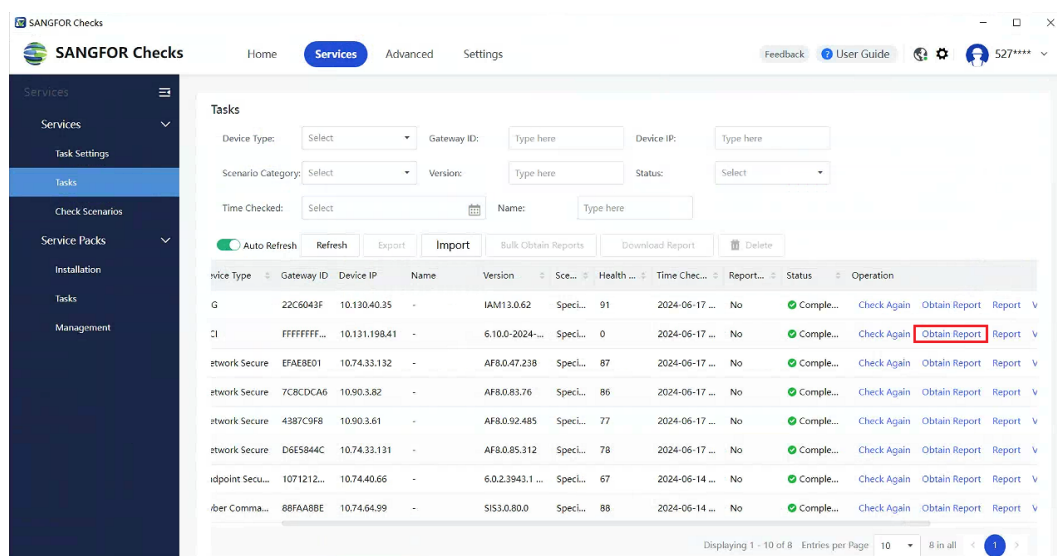 SANGFOR Checks
SANGFOR Checks Home Services Advanced Settings Feedback User Guide 527****
Services
Services
Task Settings
Tasks
Check Scenarios
Service Packs
Installation
Tasks
Management
Tasks
Device Type: Select Gateway ID: Type here Device IP: Type here
Scenario Category: Select Version: Type here Status: Select
Time Checked: Select Name: Type here
Auto Refresh Refresh Export Import Bulk Obtain Reports Download Report Delete
evice Type Gateway ID Device IP Name Version Sce... Health ... Time Chec... Report... Status Operation
G 22C6043F 10.130.40.35 - IAM13.0.62 Speci... 91 2024-06-17 ... No Comple... Check Again Obtain Report Report V
CI FFFFFFFF... 10.131.198.41 - 6.10.0-2024-... Speci... 0 2024-06-17 ... No Comple... Check Again Obtain Report Report V
etwork Secure EFAE8E01 10.74.33.132 - AF8.0.47.238 Speci... 87 2024-06-17 ... No Comple... Check Again Obtain Report Report V
etwork Secure 7C8CDCA6 10.90.3.82 - AF8.0.83.76 Speci... 86 2024-06-17 ... No Comple... Check Again Obtain Report Report V
etwork Secure 4387C9F8 10.90.3.61 - AF8.0.92.485 Speci... 77 2024-06-17 ... No Comple... Check Again Obtain Report Report V
etwork Secure D6E5844C 10.74.33.131 - AF8.0.85.312 Speci... 78 2024-06-17 ... No Comple... Check Again Obtain Report Report V
ndpoint Secu... 1071212... 10.74.40.66 - 6.0.2.3943.1 ... Speci... 67 2024-06-14 ... No Comple... Check Again Obtain Report Report V
yber Comma... 88FAA8BE 10.74.64.99 - SIS3.0.80.0 Speci... 88 2024-06-14 ... No Comple... Check Again Obtain Report Report V
Displaying 1 - 10 of 8 Entries per Page 10 8 in all < 1 >